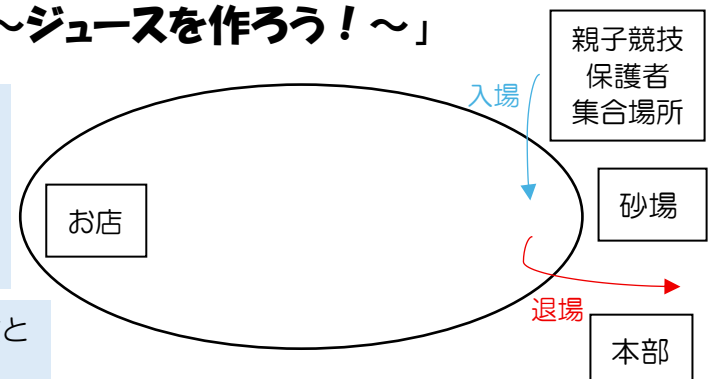 ～ジュースを作ろう！～」
親子競技
保護者
集合場所
入場
お店
砂場
退場
と
本部